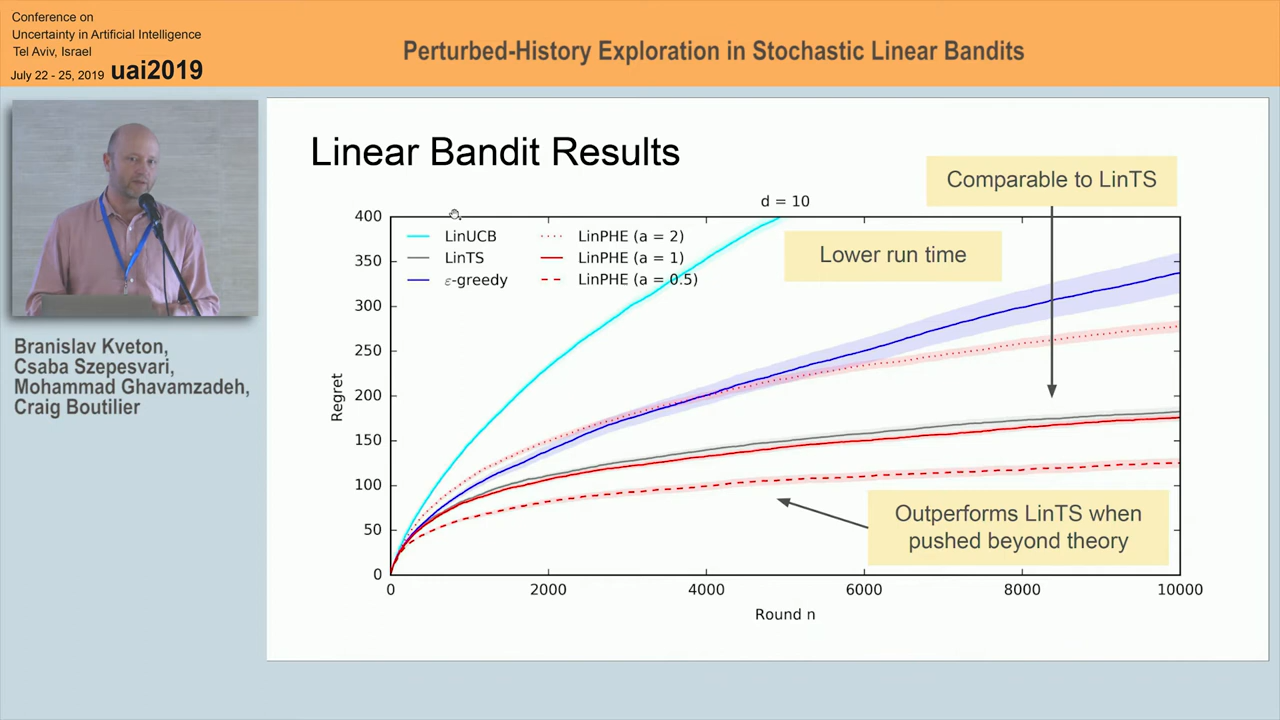 Conference on
Uncertainty in Artificial Intelligence
Tel Aviv, Israel
July 22 - 25, 2019 uai2019
Perturbed-History Exploration in Stochastic Linear Bandits
Branislav Kveton,
Csaba Szepesvari,
Mohammad Ghavamzadeh,
Craig Boutilier
Linear Bandit Results
Comparable to LinTS
d = 10
Lower run time
LinUCB
LinTS
ε-greedy
LinPHE (a = 2)
LinPHE (a = 1)
LinPHE (a = 0.5)
Outperforms LinTS when
pushed beyond theory
Regret
400
350
300
250
200
150
100
50
0
0 2000 4000 6000 8000 10000
Round n